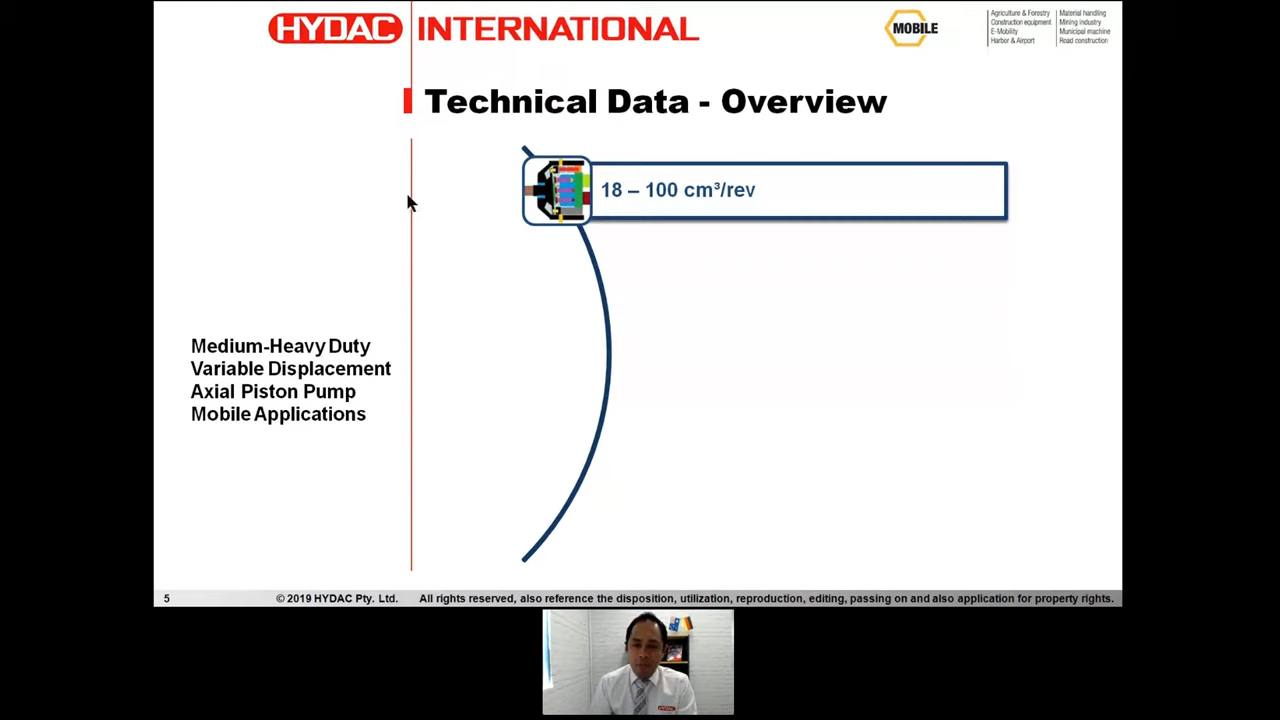 HYDAC INTERNATIONAL
MOBILE
Agriculture & Forestry
Construction equipment
E-Mobility
Harbor & Airport
Material handling
Mining industry
Municipal machine
Road construction
Technical Data - Overview
18 – 100 cm³/rev
Medium-Heavy Duty
Variable Displacement
Axial Piston Pump
Mobile Applications
5
© 2019 HYDAC Pty. Ltd.
All rights reserved, also reference the disposition, utilization, reproduction, editing, passing on and also application for property rights.
HYDAC